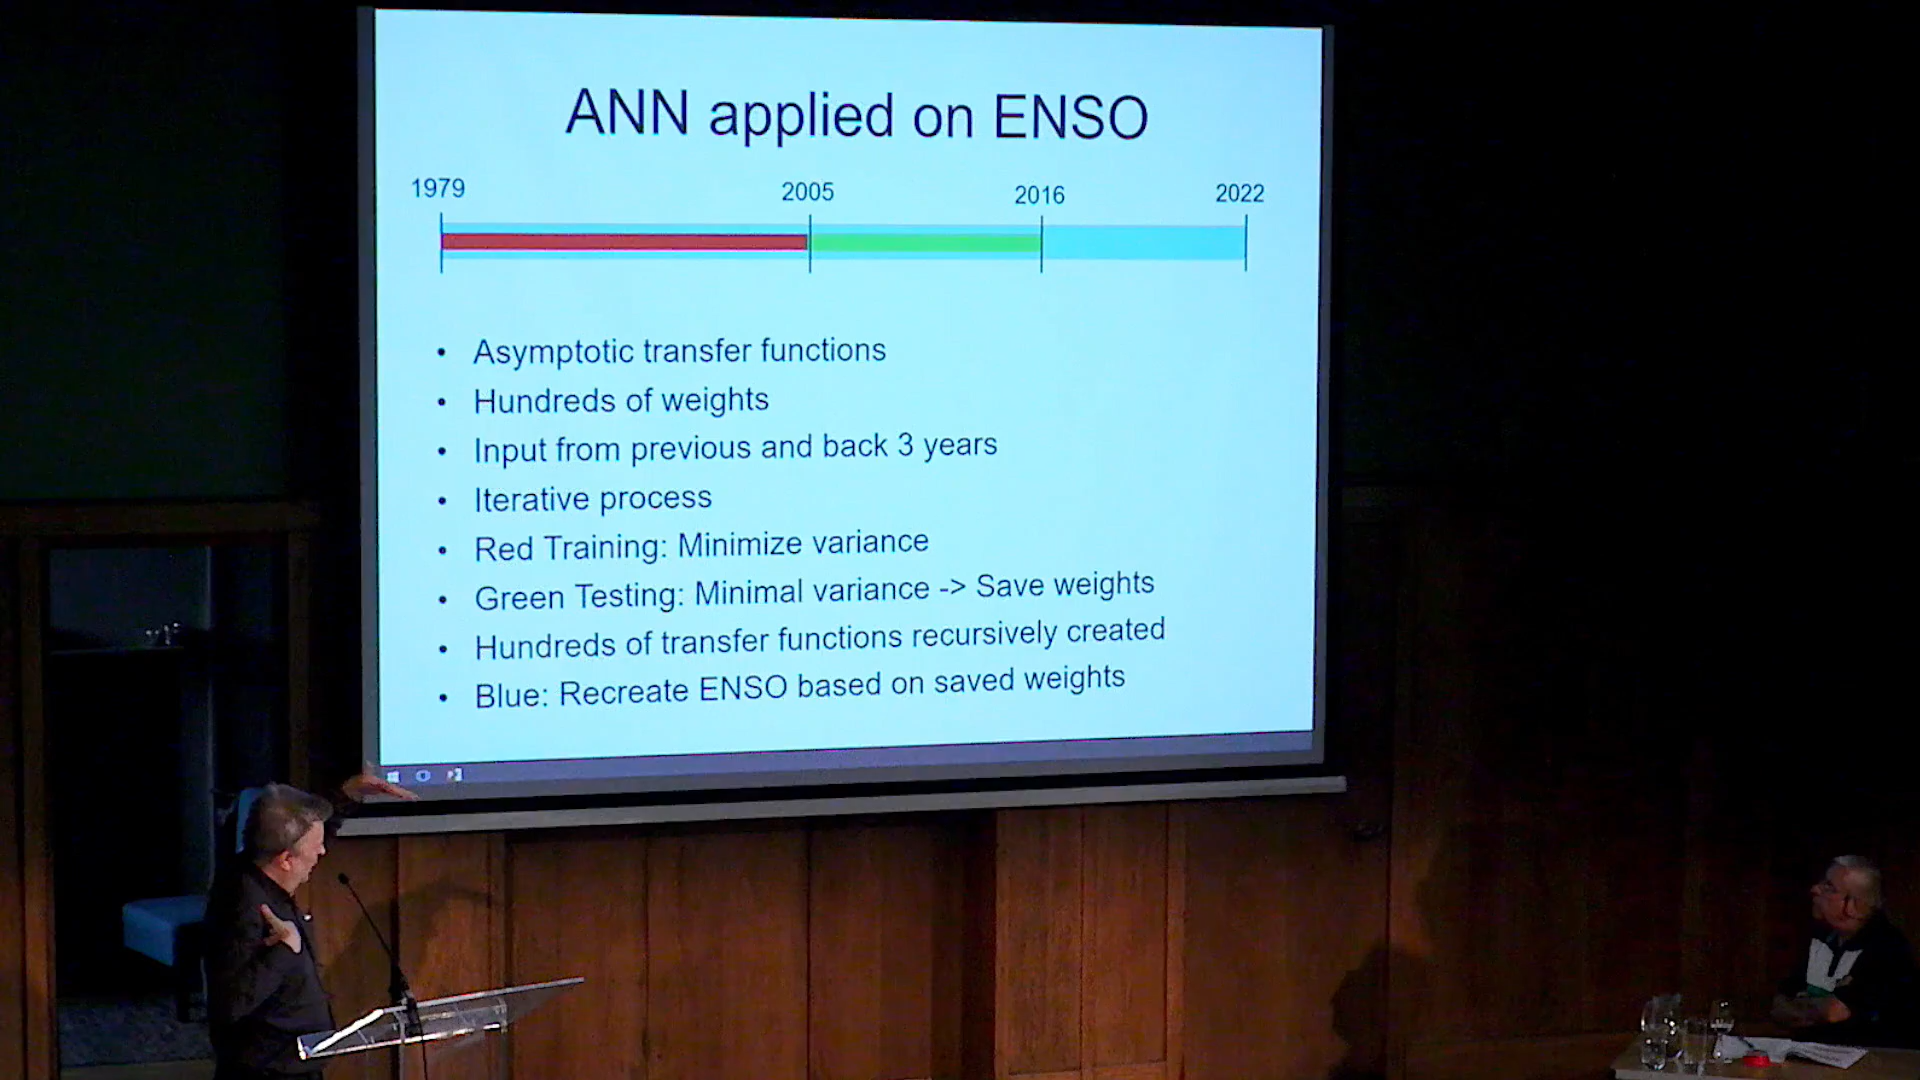 ANN applied on ENSO
1979 2005 2016 2022
• Asymptotic transfer functions
• Hundreds of weights
• Input from previous and back 3 years
• Iterative process
• Red Training: Minimize variance
• Green Testing: Minimal variance -> Save weights
• Hundreds of transfer functions recursively created
• Blue: Recreate ENSO based on saved weights